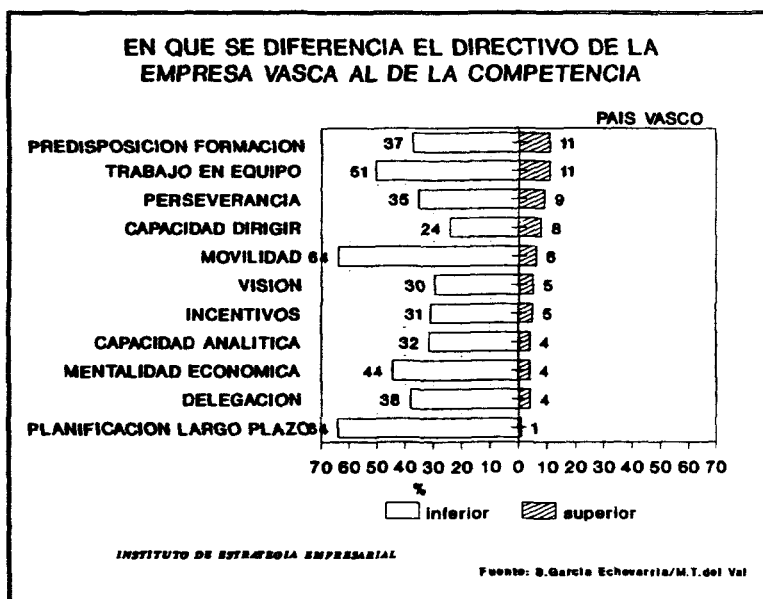 EN QUE SE DIFERENCIA EL DIRECTIVO DE LA
EMPRESA VASCA AL DE LA COMPETENCIA
PAIS VASCO
PREDISPOSICION FORMACION 37 11
TRABAJO EN EQUIPO 51 11
PERSEVERANCIA 35 9
CAPACIDAD DIRIGIR 24 8
MOVILIDAD 64 6
VISION 30 5
INCENTIVOS 31 5
CAPACIDAD ANALITICA 32 4
MENTALIDAD ECONOMICA 44 4
DELEGACION 38 4
PLANIFICACION LARGO PLAZO 64 1
70 60 50 40 30 20 10 0 10 20 30 40 50 60 70
%
inferior superior
INSTITUTO DE ESTRATEGIA EMPRESARIAL
Fuente: S.Garcia Echevarria/M.T.del Val